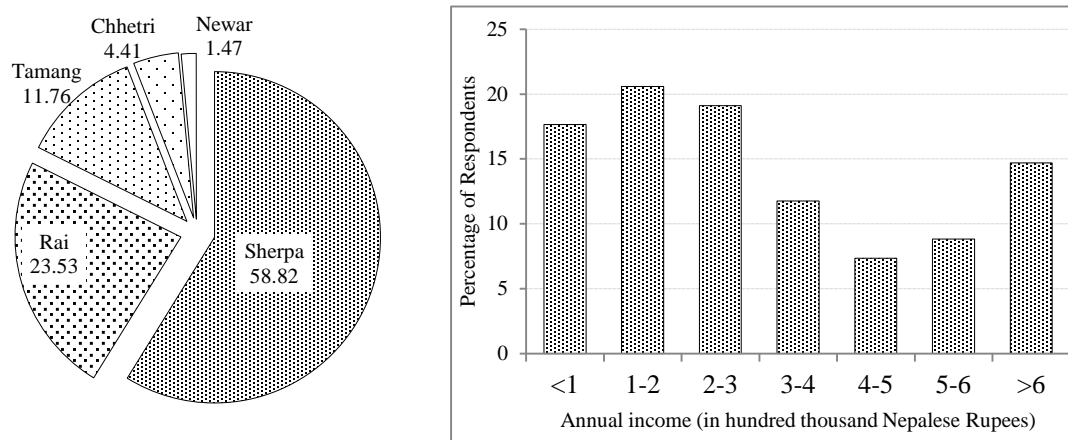 Chhetri
4.41
Newar
1.47
Tamang
11.76
Rai
23.53
Sherpa
58.82
25
20
15
10
5
0
Percentage of Respondents
<1 1-2 2-3 3-4 4-5 5-6 >6
Annual income (in hundred thousand Nepalese Rupees)